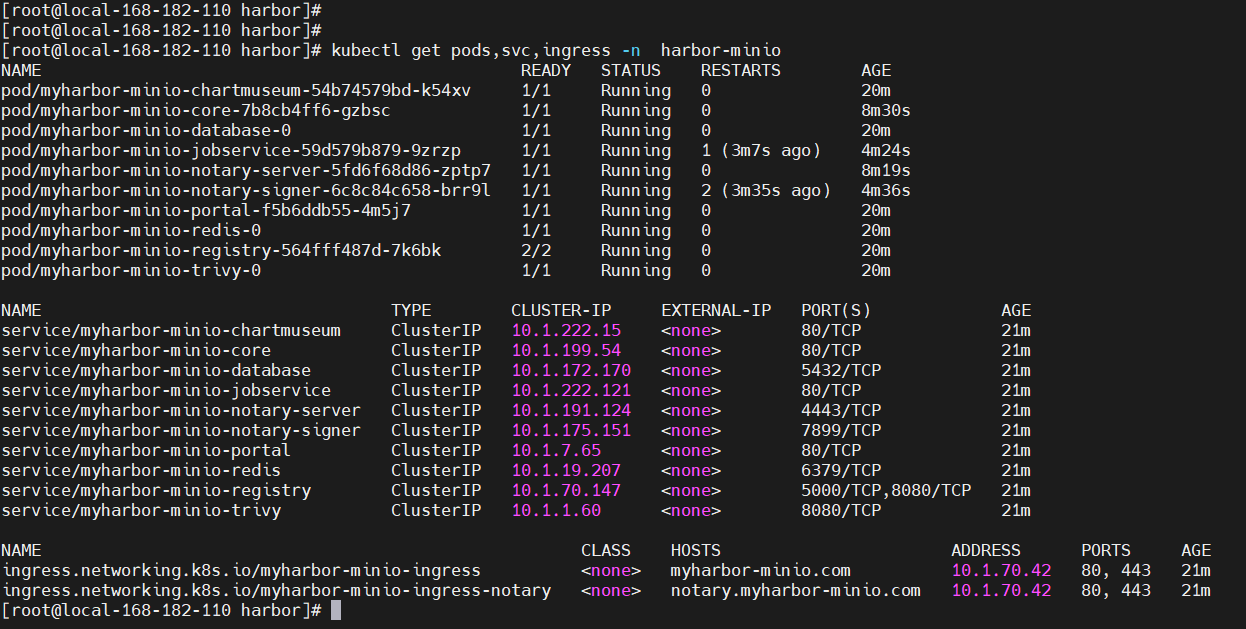 [root@local-168-182-110 harbor]#
[root@local-168-182-110 harbor]#
[root@local-168-182-110 harbor]# kubectl get pods,svc,ingress -n  harbor-minio
NAME                                                READY   STATUS    RESTARTS        AGE
pod/myharbor-minio-chartmuseum-54b74579bd-k54xv     1/1     Running   0               20m
pod/myharbor-minio-core-7b8cb4ff6-gzbsc             1/1     Running   0               8m30s
pod/myharbor-minio-database-0                       1/1     Running   0               20m
pod/myharbor-minio-jobservice-59d579b879-9zrzp      1/1     Running   1 (3m7s ago)    4m24s
pod/myharbor-minio-notary-server-5fd6f68d86-zptp7   1/1     Running   0               8m19s
pod/myharbor-minio-notary-signer-6c8c84c658-brr9l   1/1     Running   2 (3m35s ago)   4m36s
pod/myharbor-minio-portal-f5b6ddb55-4m5j7           1/1     Running   0               20m
pod/myharbor-minio-redis-0                          1/1     Running   0               20m
pod/myharbor-minio-registry-564fff487d-7k6bk        2/2     Running   0               20m
pod/myharbor-minio-trivy-0                          1/1     Running   0               20m
NAME                                   TYPE        CLUSTER-IP     EXTERNAL-IP   PORT(S)             AGE
service/myharbor-minio-chartmuseum     ClusterIP   10.1.222.15    <none>        80/TCP              21m
service/myharbor-minio-core            ClusterIP   10.1.199.54    <none>        80/TCP              21m
service/myharbor-minio-database        ClusterIP   10.1.172.170   <none>        5432/TCP            21m
service/myharbor-minio-jobservice      ClusterIP   10.1.222.121   <none>        80/TCP              21m
service/myharbor-minio-notary-server   ClusterIP   10.1.191.124   <none>        4443/TCP            21m
service/myharbor-minio-notary-signer   ClusterIP   10.1.175.151   <none>        7899/TCP            21m
service/myharbor-minio-portal          ClusterIP   10.1.7.65      <none>        80/TCP              21m
service/myharbor-minio-redis           ClusterIP   10.1.19.207    <none>        6379/TCP            21m
service/myharbor-minio-registry        ClusterIP   10.1.70.147    <none>        5000/TCP,8080/TCP   21m
service/myharbor-minio-trivy           ClusterIP   10.1.1.60      <none>        8080/TCP            21m
NAME                                                      CLASS    HOSTS                       ADDRESS      PORTS     AGE
ingress.networking.k8s.io/myharbor-minio-ingress          <none>   myharbor-minio.com          10.1.70.42   80, 443   21m
ingress.networking.k8s.io/myharbor-minio-ingress-notary   <none>   notary.myharbor-minio.com   10.1.70.42   80, 443   21m
[root@local-168-182-110 harbor]#